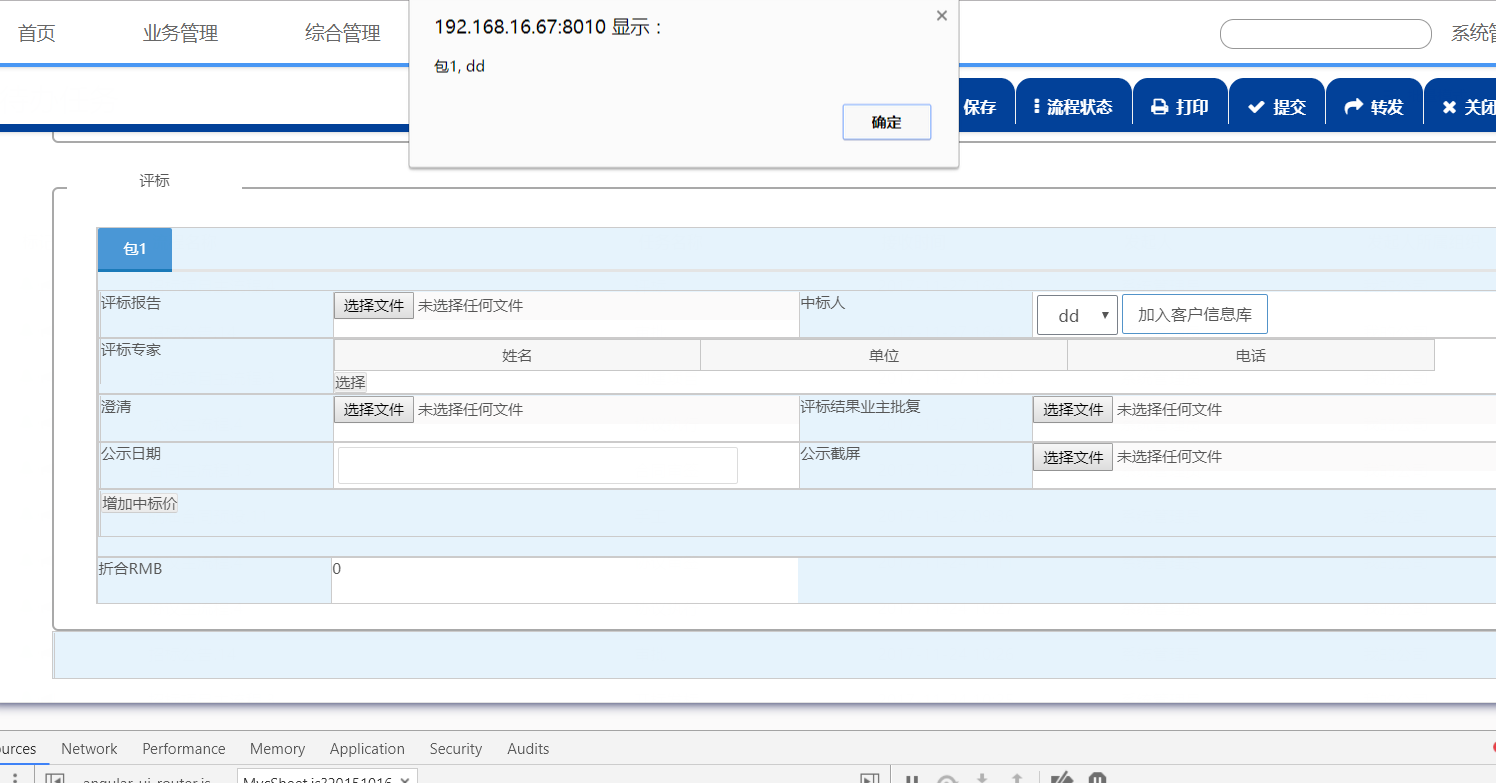 首页 业务管理 综合管理 系统管
192.168.16.67:8010 显示：
包1, dd
确定
保存 流程状态 打印 提交 转发 关闭
评标
包1
评标报告 选择文件 未选择任何文件 中标人 dd 加入客户信息库
评标专家 姓名 单位 电话
选择
澄清 选择文件 未选择任何文件 评标结果业主批复 选择文件 未选择任何文件
公示日期 公示截屏 选择文件 未选择任何文件
增加中标价
折合RMB 0
ources Network Performance Memory Application Security Audits
angular-ui-router.js MvcSheet.js?20151016